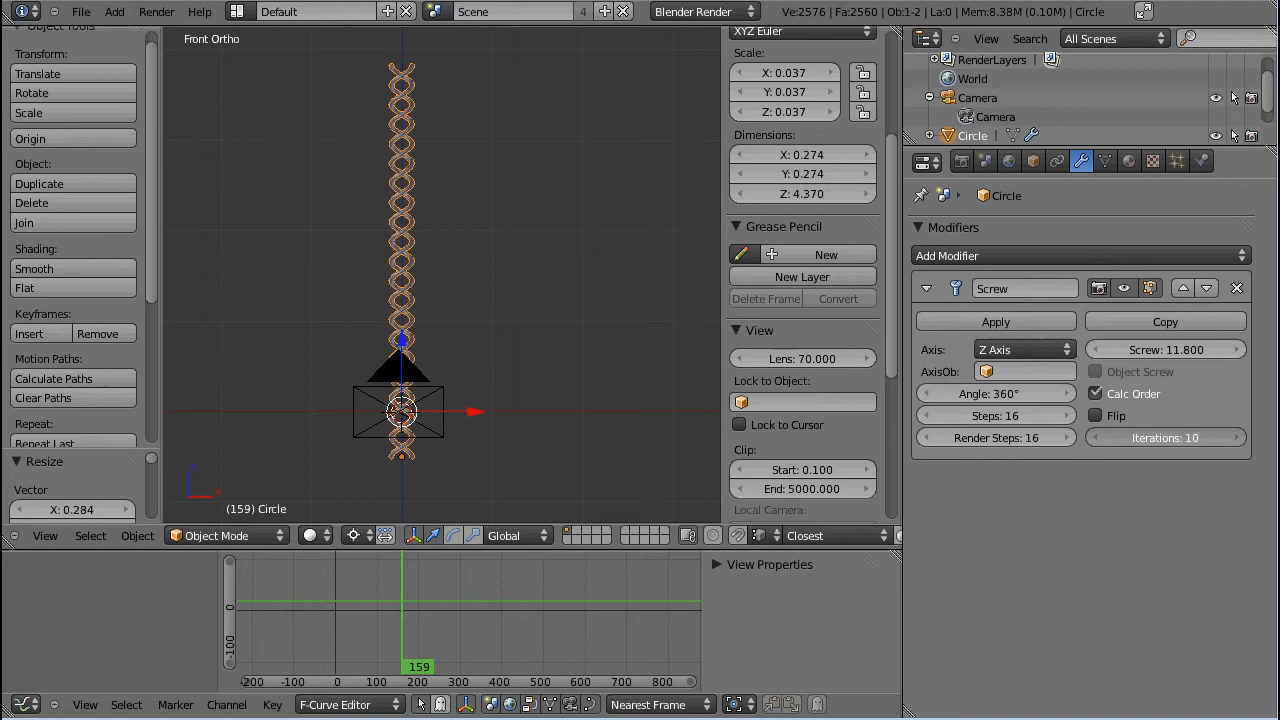 File Add Render Help Default Scene 4 Blender Render Ve:2576 | Fa:2560 | Ob:1-2 | La:0 | Mem:8.38M (0.10M) | Circle
Object Tools
Transform:
Translate
Rotate
Scale
Origin
Object:
Duplicate
Delete
Join
Shading:
Smooth
Flat
Keyframes:
Insert Remove
Motion Paths:
Calculate Paths
Clear Paths
Repeat:
Repeat Last
Resize
Vector
X: 0.284
Front Ortho
(159) Circle
XYZ Euler
Scale:
X: 0.037
Y: 0.037
Z: 0.037
Dimensions:
X: 0.274
Y: 0.274
Z: 4.370
Grease Pencil
New
New Layer
Delete Frame Convert
View
Lens: 70.000
Lock to Object:
Lock to Cursor
Clip:
Start: 0.100
End: 5000.000
Local Camera:
View Select Object Object Mode Global Closest
View Search All Scenes
RenderLayers
World
Camera
Camera
Circle
Circle
Modifiers
Add Modifier
Screw
Apply Copy
Axis: Z Axis Screw: 11.800
AxisOb: Object Screw
Angle: 360° Calc Order
Steps: 16 Flip
Render Steps: 16 Iterations: 10
View Properties
0
-100
159
-200 -100 0 100 200 300 400 500 600 700 800
View Select Marker Channel Key F-Curve Editor Nearest Frame